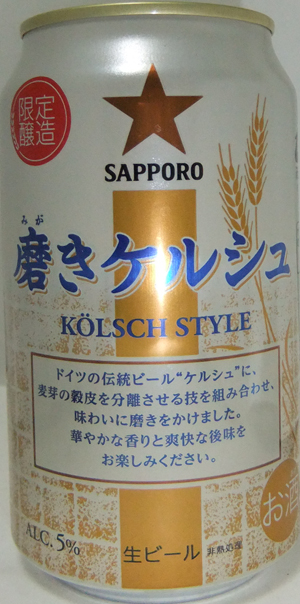 限定
醸造
SAPPORO
みが
磨きケルシュ
KÖLSCH STYLE
ドイツの伝統ビール“ケルシュ”に、
麦芽の穀皮を分離させる技を組み合わせ、
味わいに磨きをかけました。
華やかな香りと爽快な後味を
お楽しみください。
お酒
ALC. 5%
生ビール 非熱処理